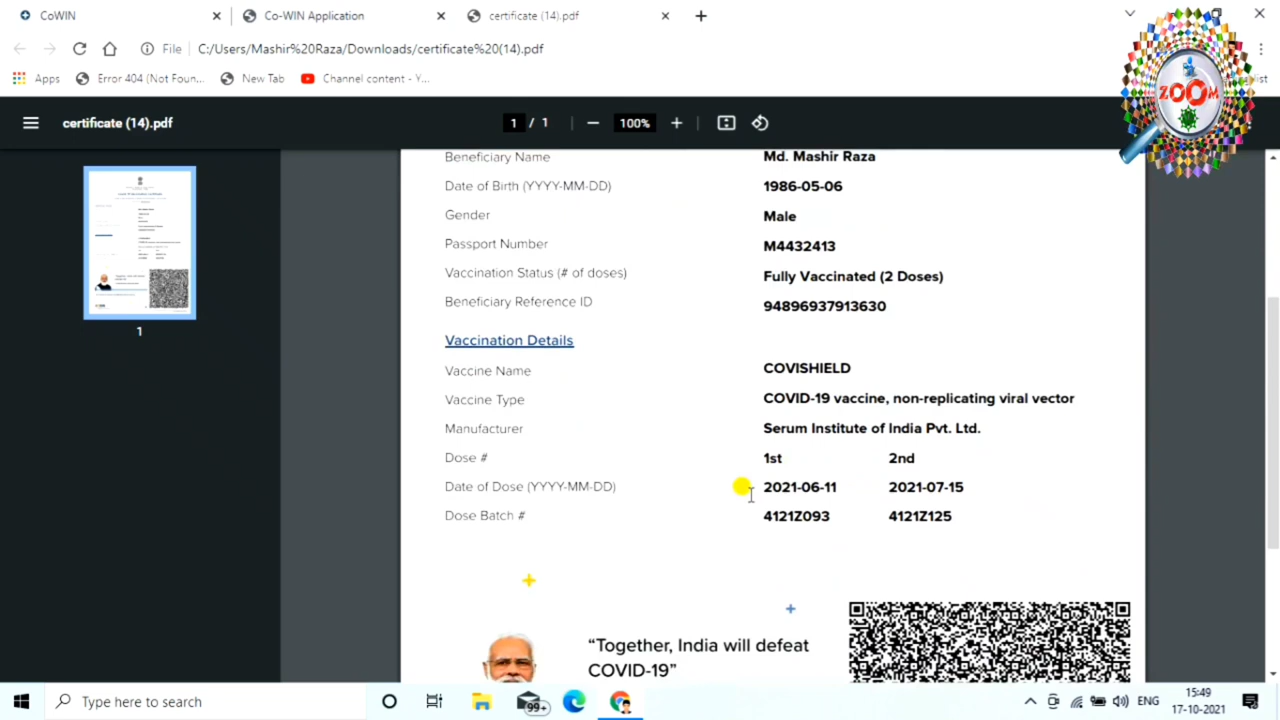 CoWIN
Co-WIN Application
certificate (14).pdf
File C:/Users/Mashir%20Raza/Downloads/certificate%20(14).pdf
Apps Error 404 (Not Foun... New Tab Channel content - Y...
ZOOM
certificate (14).pdf 1 / 1 100%
Beneficiary Name Md. Mashir Raza
Date of Birth (YYYY-MM-DD) 1986-05-06
Gender Male
Passport Number M4432413
Vaccination Status (# of doses) Fully Vaccinated (2 Doses)
Beneficiary Reference ID 94896937913630
Vaccination Details
Vaccine Name COVISHIELD
Vaccine Type COVID-19 vaccine, non-replicating viral vector
Manufacturer Serum Institute of India Pvt. Ltd.
Dose # 1st 2nd
Date of Dose (YYYY-MM-DD) 2021-06-11 2021-07-15
Dose Batch # 4121Z093 4121Z125
1
“Together, India will defeat
COVID-19”
Type here to search
99+
ENG
15:49
17-10-2021